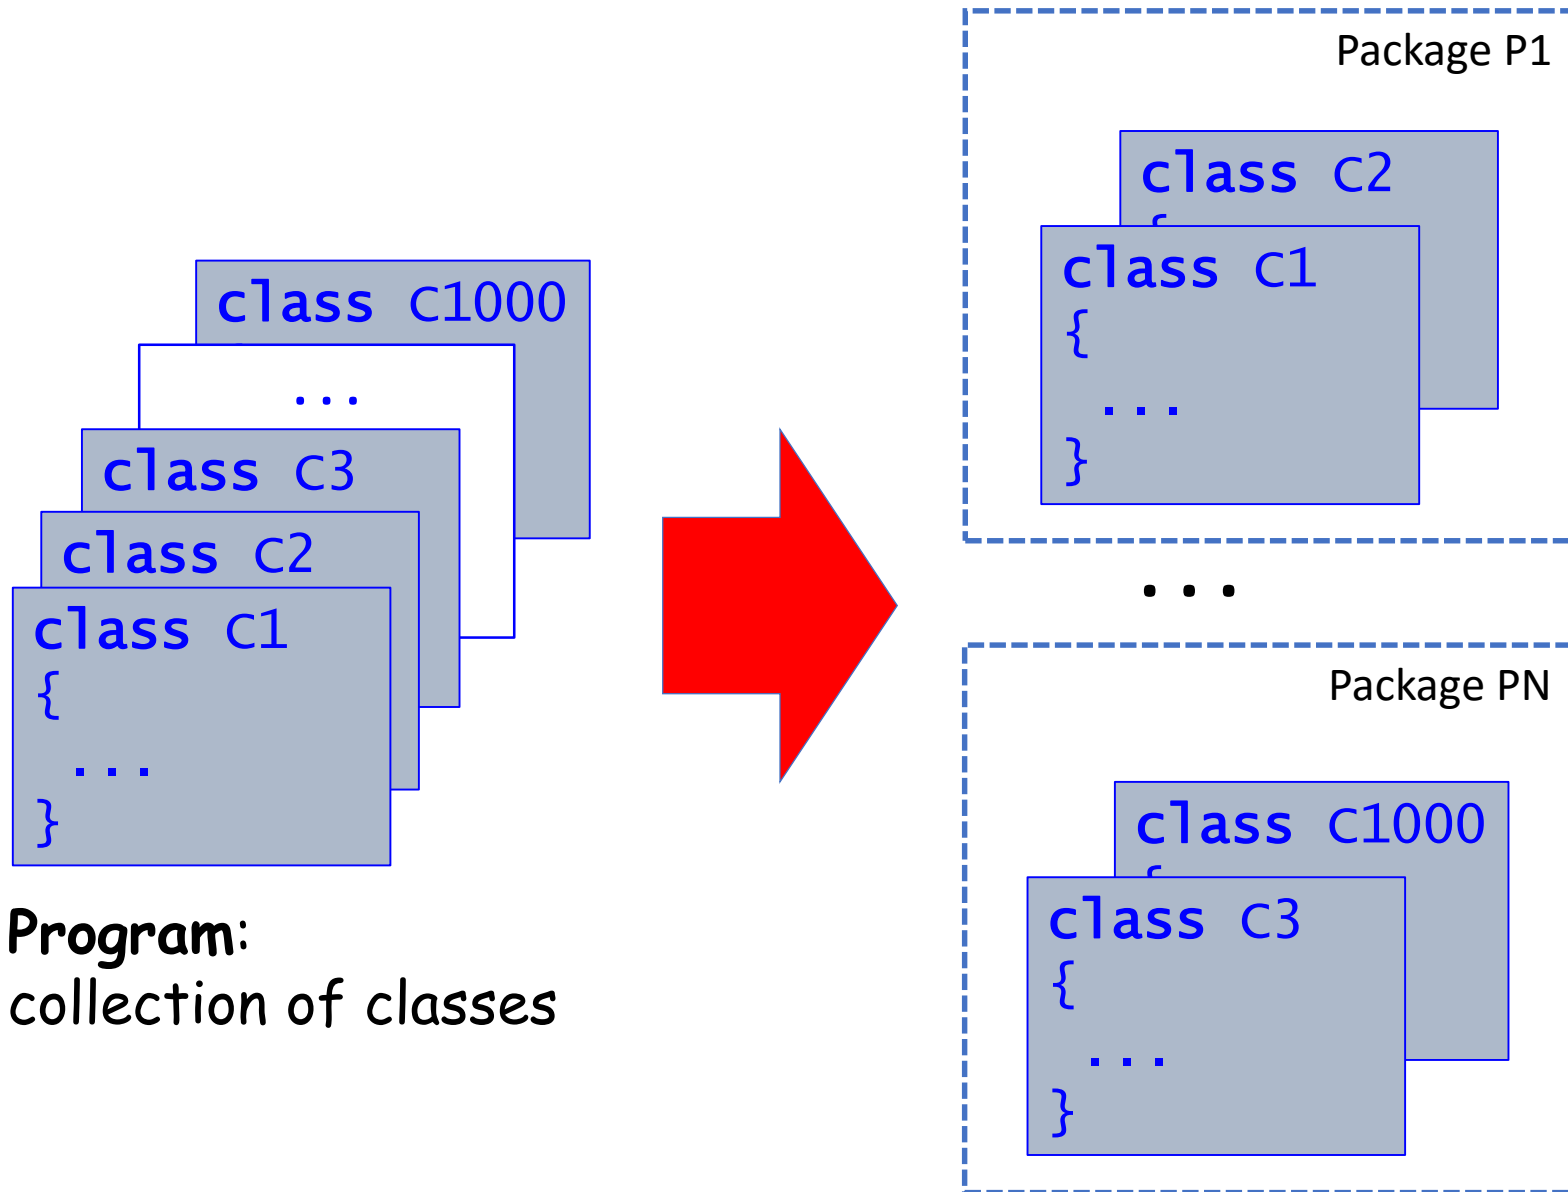 class C1000
...
class C3
class C2
class C1
{
...
}
Program:
collection of classes
Package P1
class C2
{
class C1
{
...
}
...
Package PN
class C1000
{
class C3
{
...
}